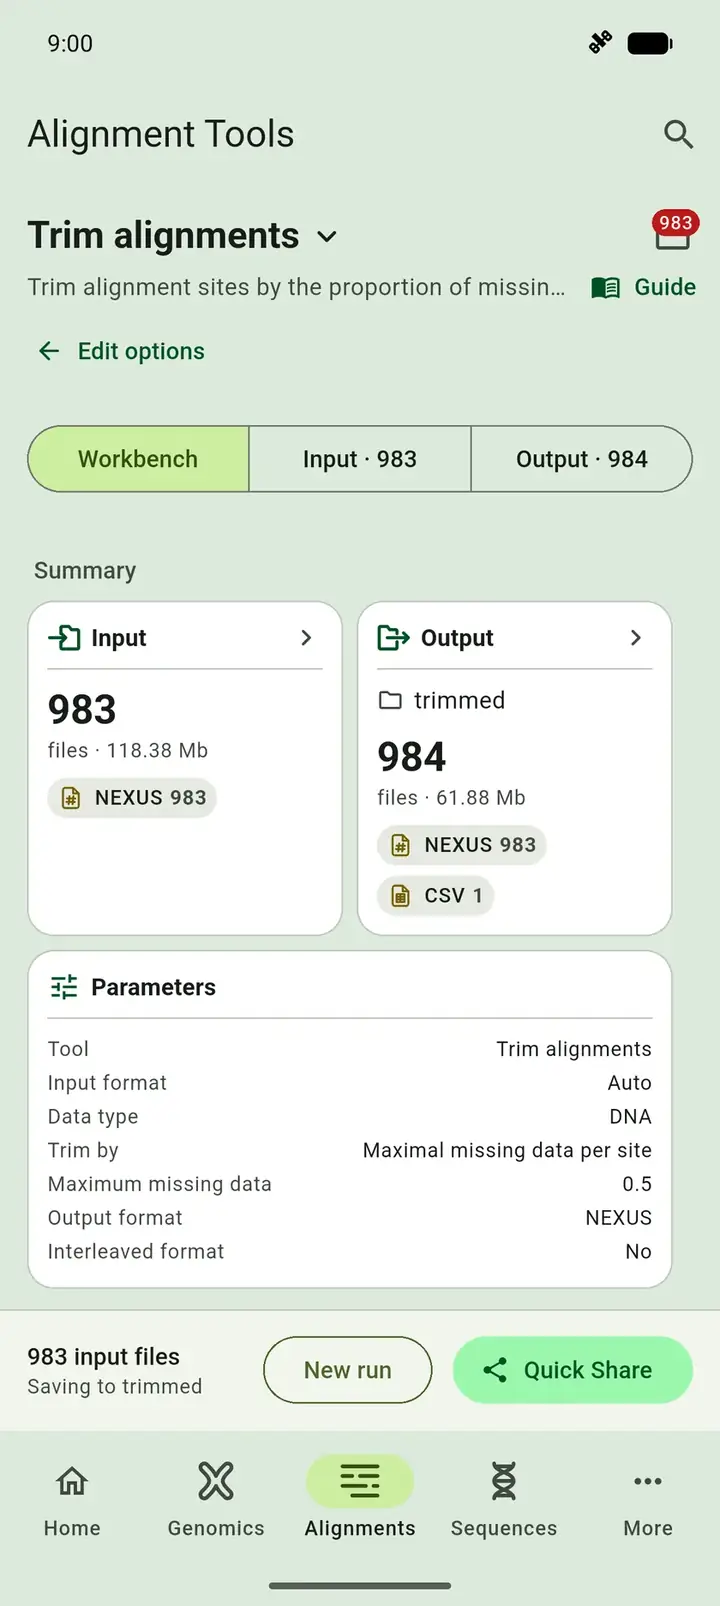 9:00
Alignment Tools
Trim alignments
983
Trim alignment sites by the proportion of missin...
Guide
Edit options
Workbench
Input · 983
Output · 984
Summary
Input
983
files · 118.38 Mb
NEXUS 983
Output
trimmed
984
files · 61.88 Mb
NEXUS 983
CSV 1
Parameters
Tool Trim alignments
Input format Auto
Data type DNA
Trim by Maximal missing data per site
Maximum missing data 0.5
Output format NEXUS
Interleaved format No
983 input files
Saving to trimmed
New run
Quick Share
Home
Genomics
Alignments
Sequences
More